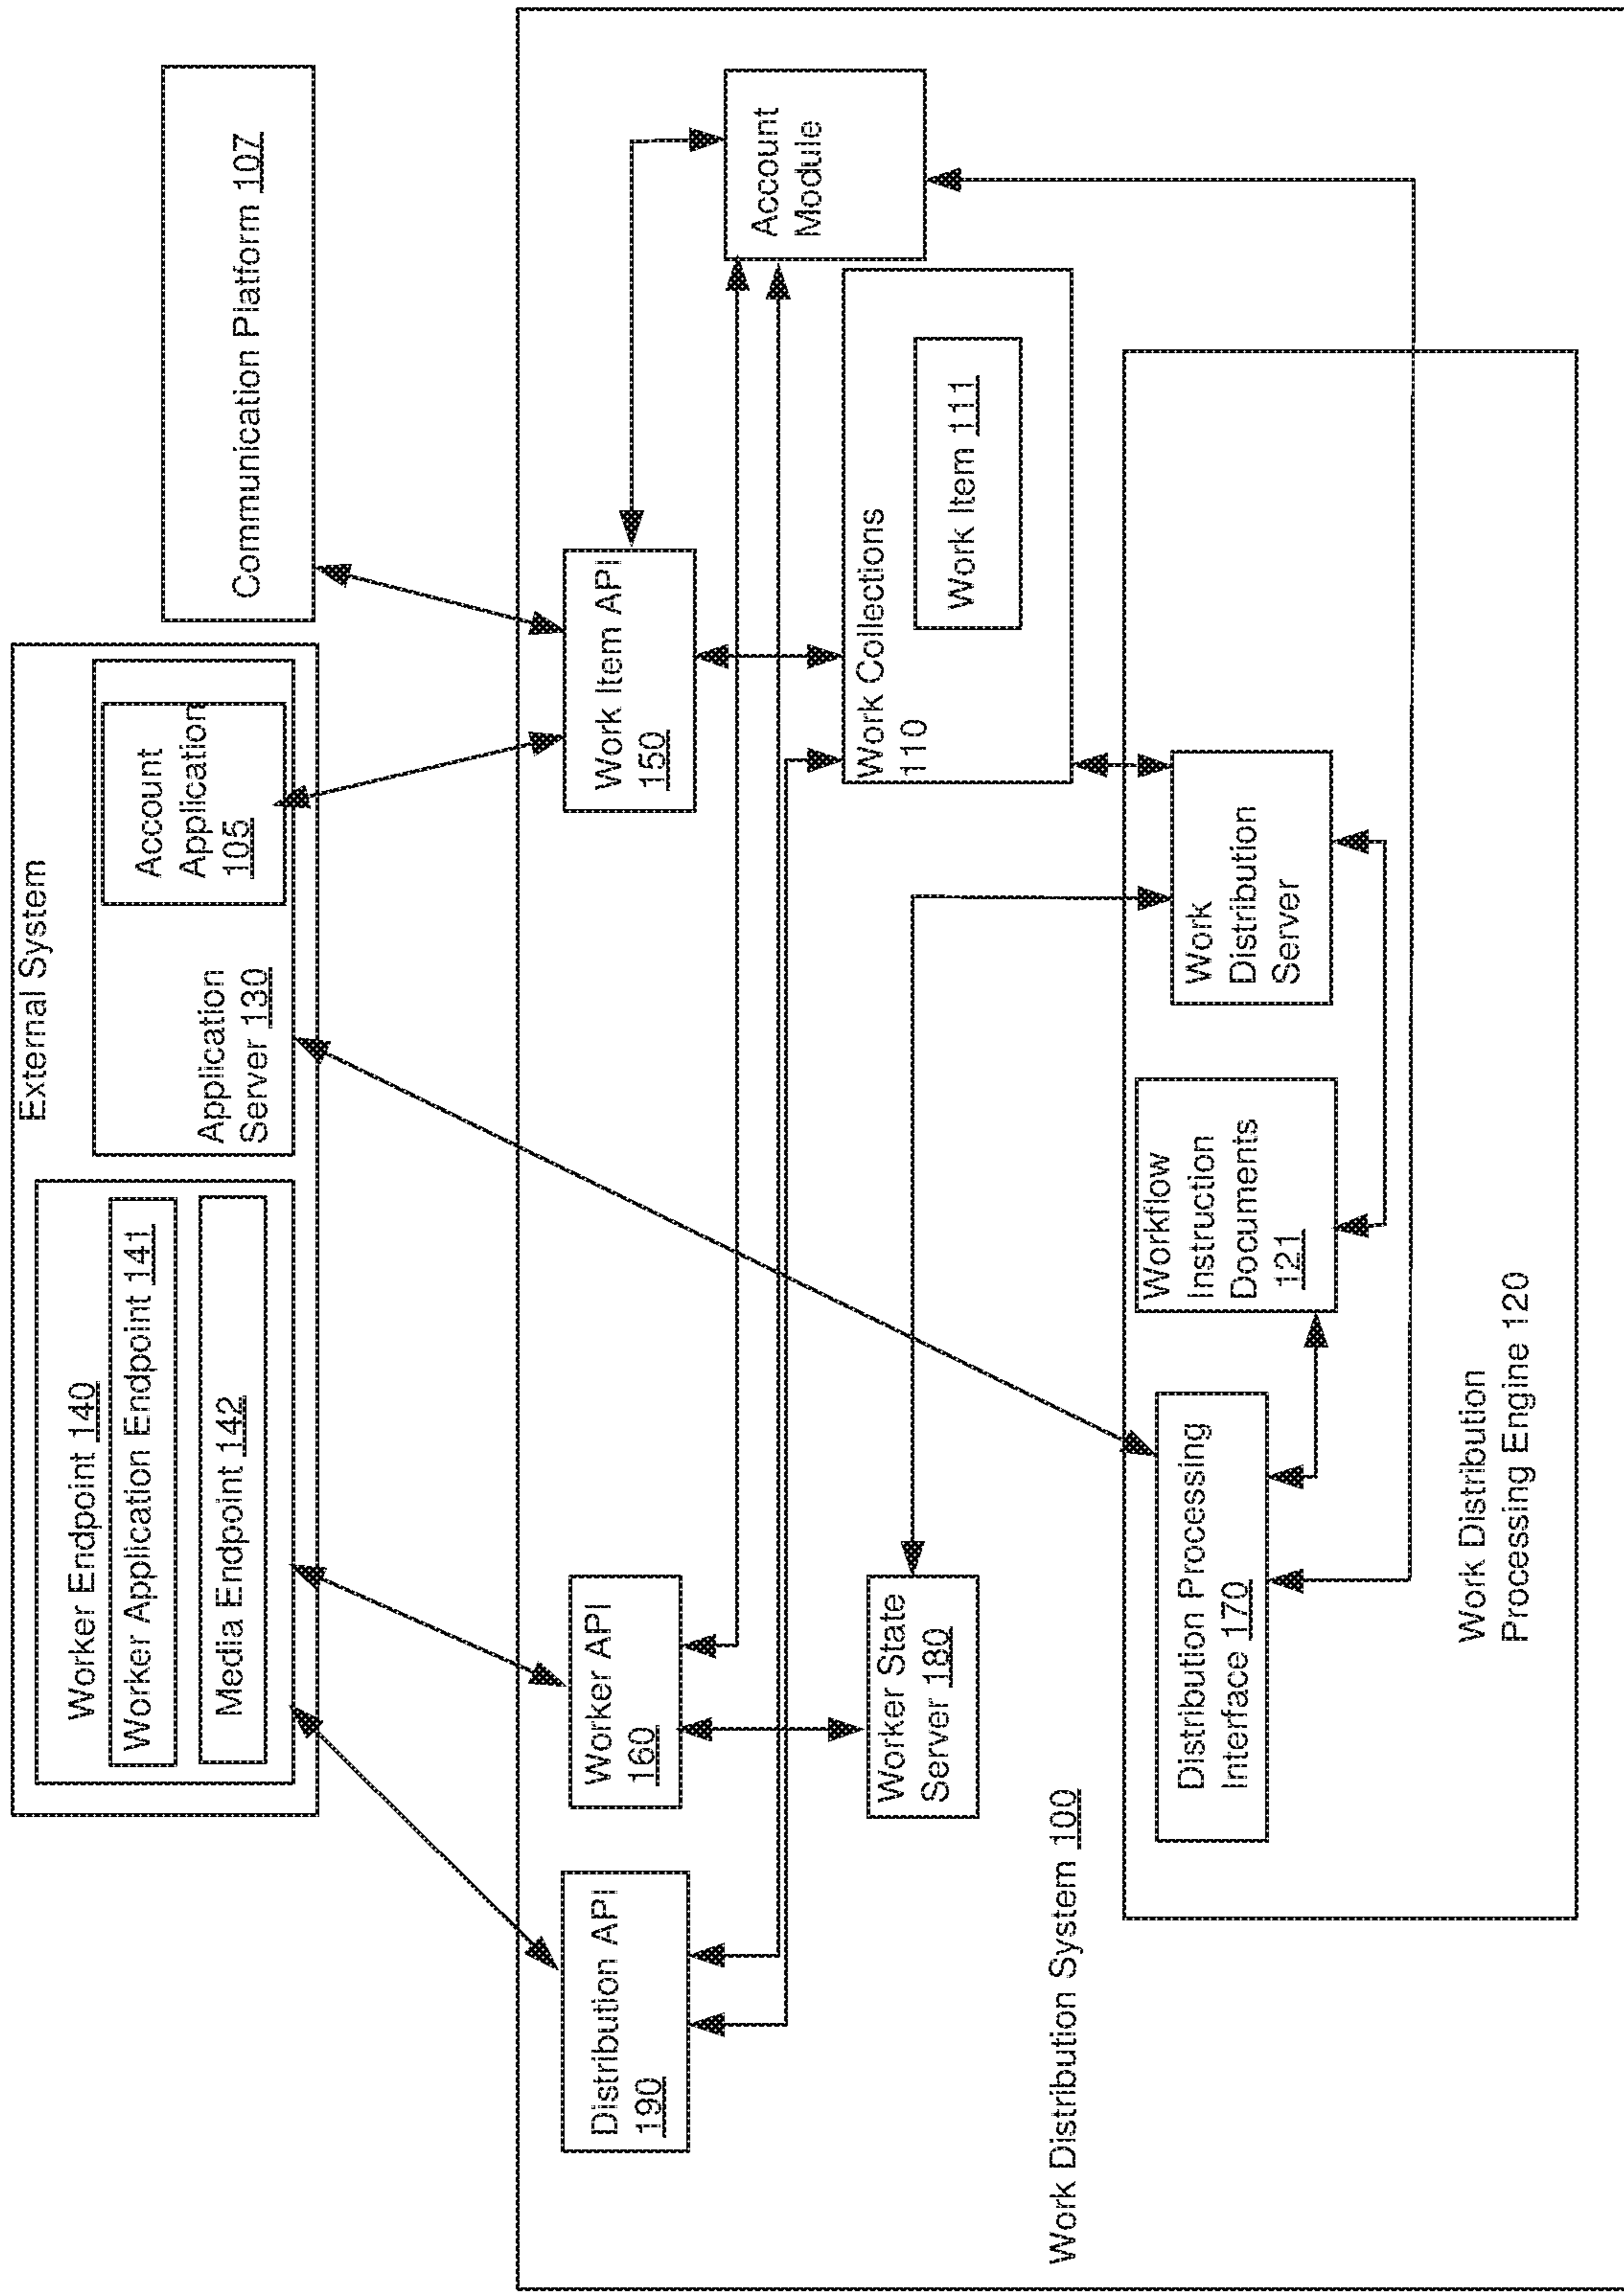 External System
Worker Endpoint 140
Worker Application Endpoint 141
Media Endpoint 142
Application
Server 130
Account
Application
105
Communication Platform 107
Distribution API
190
Worker API
160
Work Item API
150
Account
Module
Worker State
Server 180
Work Collections
110
Work Item 111
Work Distribution System 100
Distribution Processing
Interface 170
Workflow
Instruction
Documents
121
Work
Distribution
Server
Work Distribution
Processing Engine 120